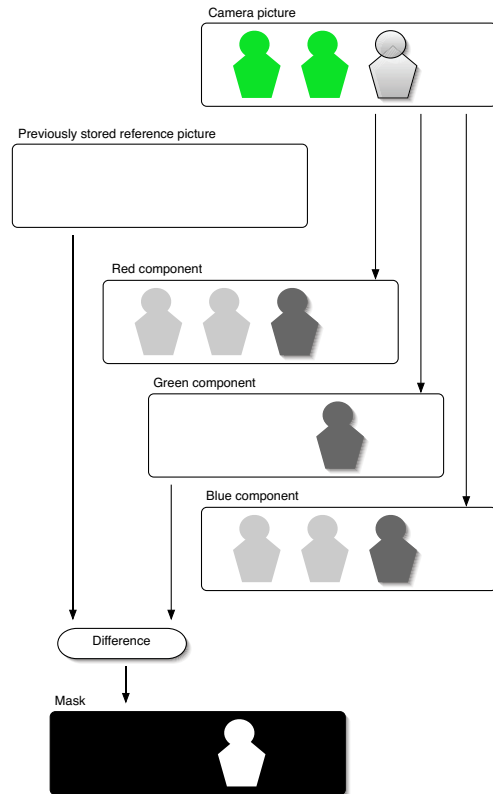 Camera picture
Previously stored reference picture
Red component
Green component
Blue component
Difference
Mask